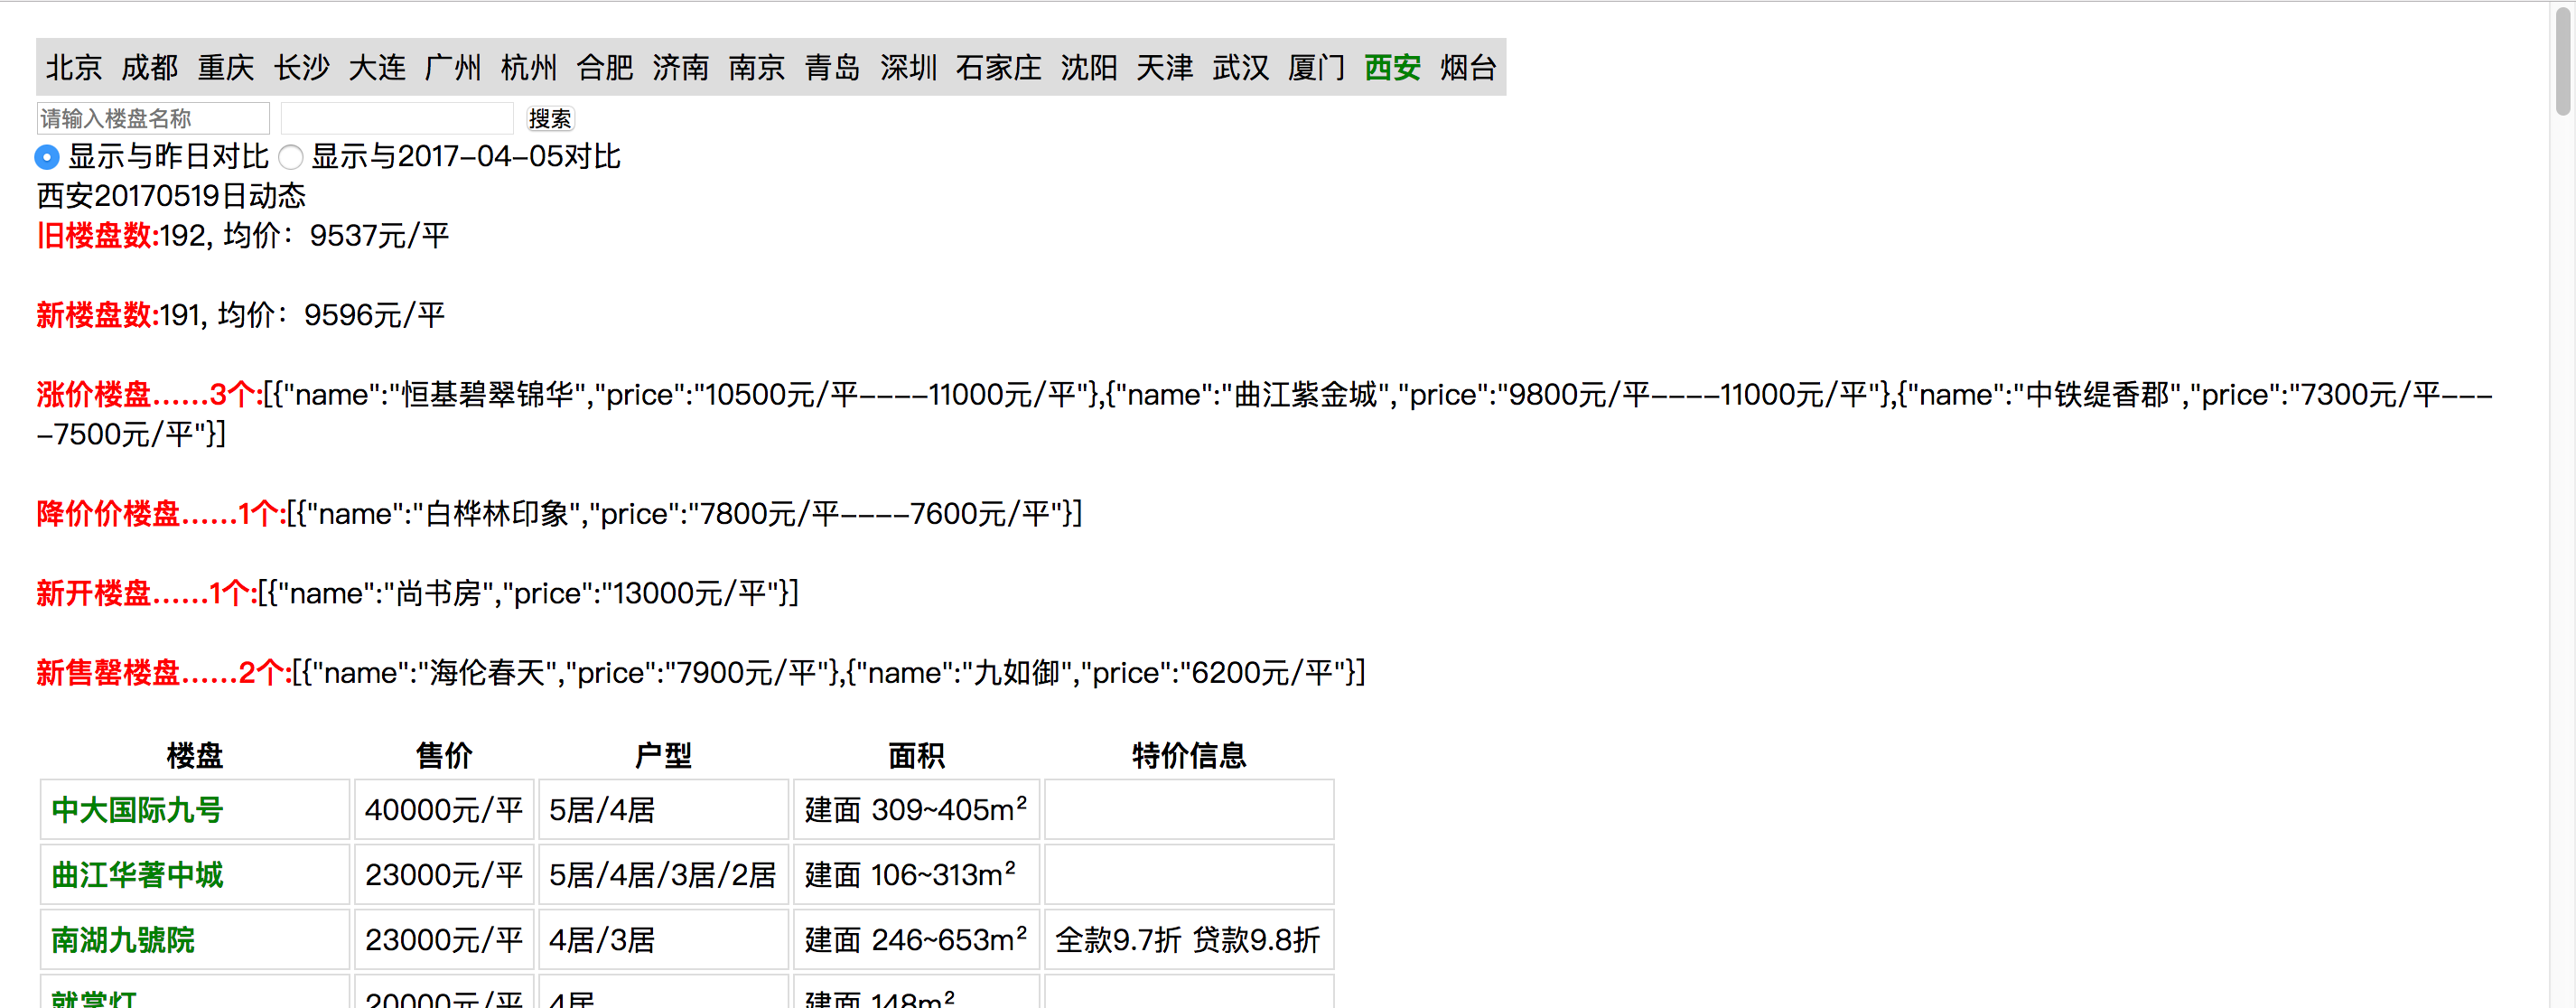 北京 成都 重庆 长沙 大连 广州 杭州 合肥 济南 南京 青岛 深圳 石家庄 沈阳 天津 武汉 厦门 西安 烟台
请输入楼盘名称 搜索
显示与昨日对比 显示与2017-04-05对比
西安20170519日动态
旧楼盘数:192, 均价：9537元/平
新楼盘数:191, 均价：9596元/平
涨价楼盘......3个:[{"name":"恒基碧翠锦华","price":"10500元/平----11000元/平"},{"name":"曲江紫金城","price":"9800元/平----11000元/平"},{"name":"中铁缇香郡","price":"7300元/平---
-7500元/平"}]
降价价楼盘......1个:[{"name":"白桦林印象","price":"7800元/平----7600元/平"}]
新开楼盘......1个:[{"name":"尚书房","price":"13000元/平"}]
新售罄楼盘......2个:[{"name":"海伦春天","price":"7900元/平"},{"name":"九如御","price":"6200元/平"}]
楼盘 售价 户型 面积 特价信息
中大国际九号 40000元/平 5居/4居 建面 309~405m²
曲江华著中城 23000元/平 5居/4居/3居/2居 建面 106~313m²
南湖九號院 23000元/平 4居/3居 建面 246~653m² 全款9.7折 贷款9.8折
就掌灯 20000元/平 4居 建面 148m²